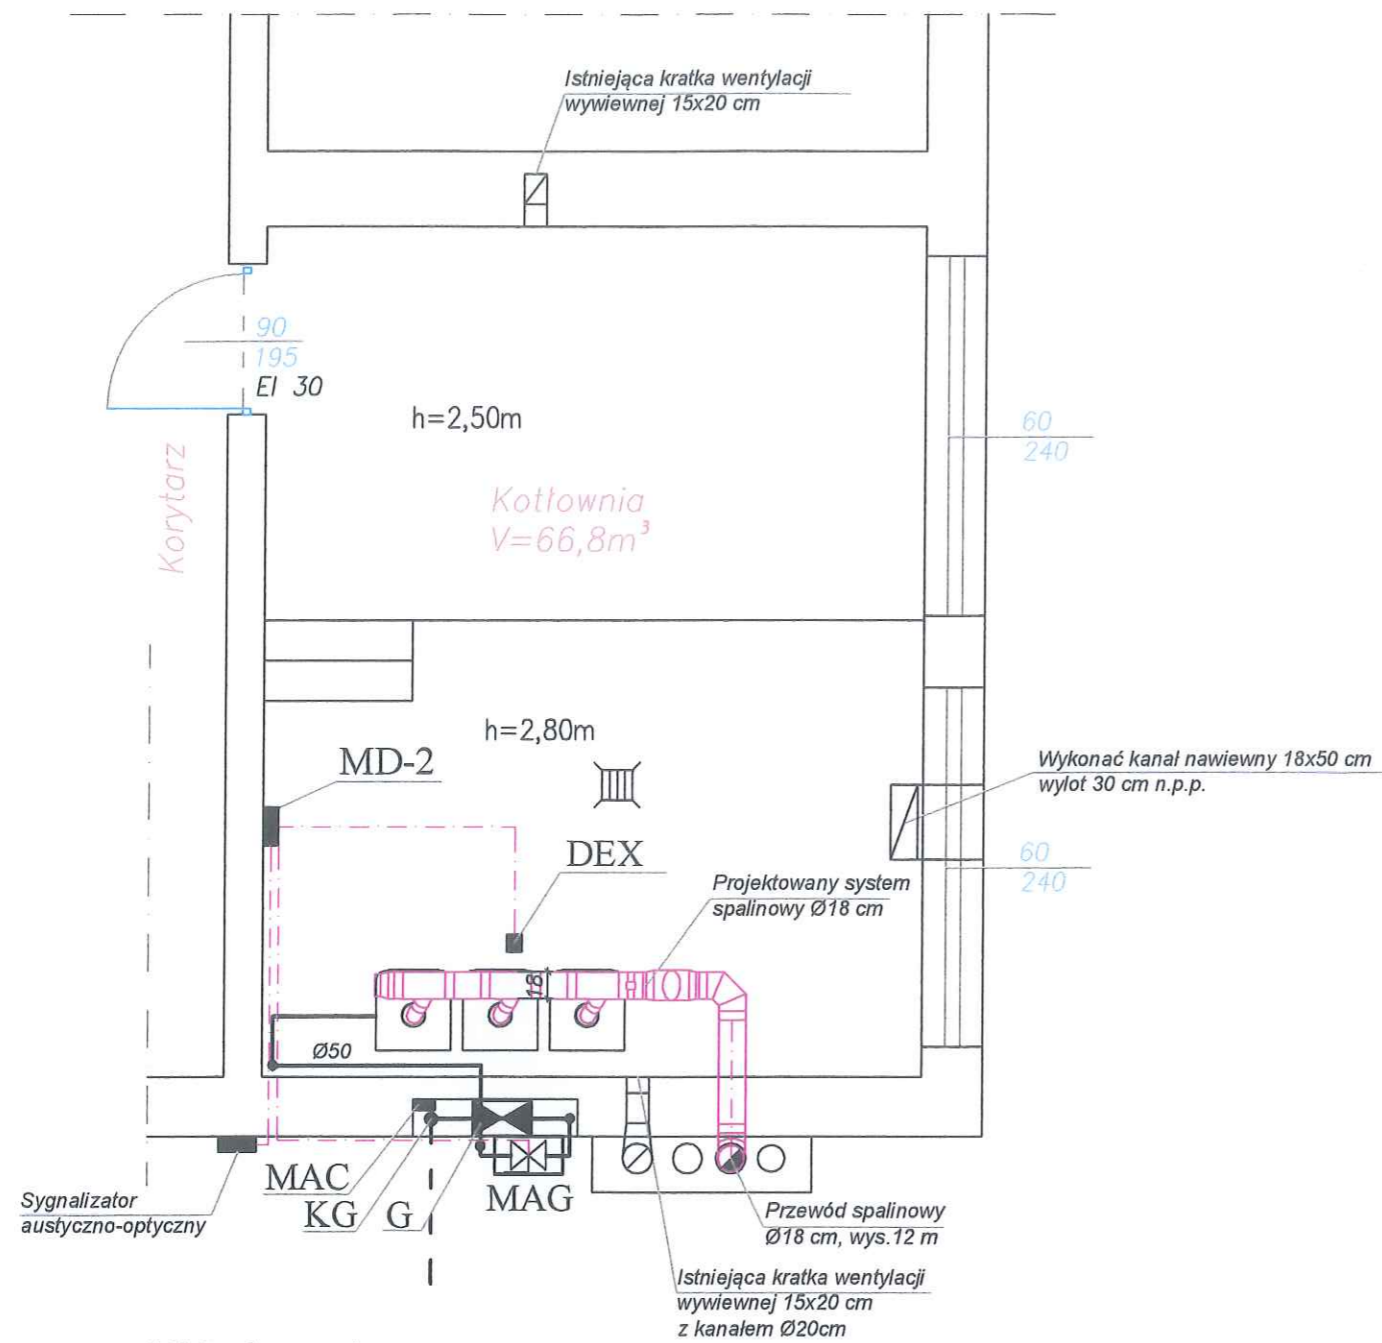 Istniejąca kratka wentylacji
wywiewnej 15x20 cm
90
195
EI 30
h=2,50m
60
240
Korytarz
Kotłownia
V=66,8m³
h=2,80m
MD-2
Wykonać kanał nawiewny 18x50 cm
wylot 30 cm n.p.p.
DEX
60
240
Projektowany system
spalinowy Ø18 cm
18
Ø50
MAC
KG
G
MAG
Sygnalizator
austyczno-optyczny
Przewód spalinowy
Ø18 cm, wys.12 m
Istniejąca kratka wentylacji
wywiewnej 15x20 cm
z kanałem Ø20cm